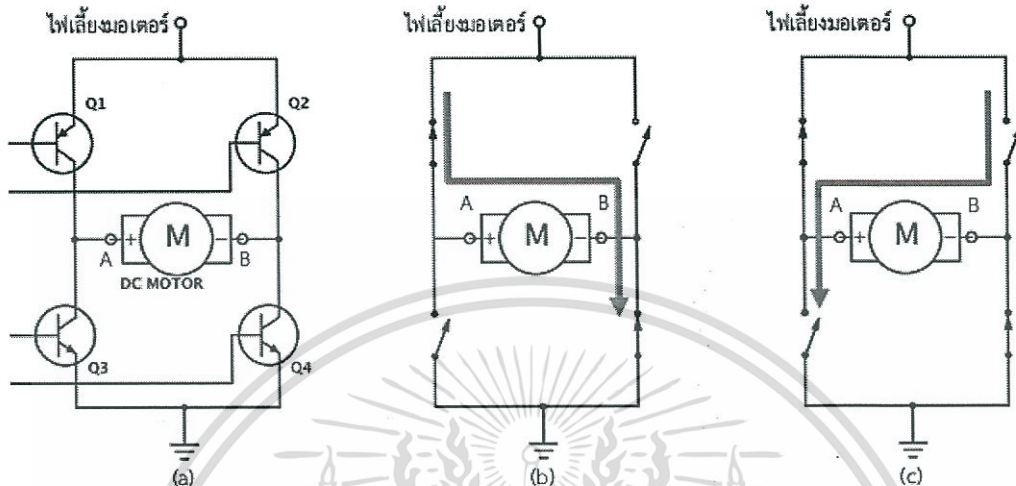 ไฟเลี้ยงมอเตอร์ ไฟเลี้ยงมอเตอร์ ไฟเลี้ยงมอเตอร์
Q1 Q2
A + M - B
DC MOTOR
Q3 Q4
(a)
A B
+ M -
(b)
A B
+ M -
(c)